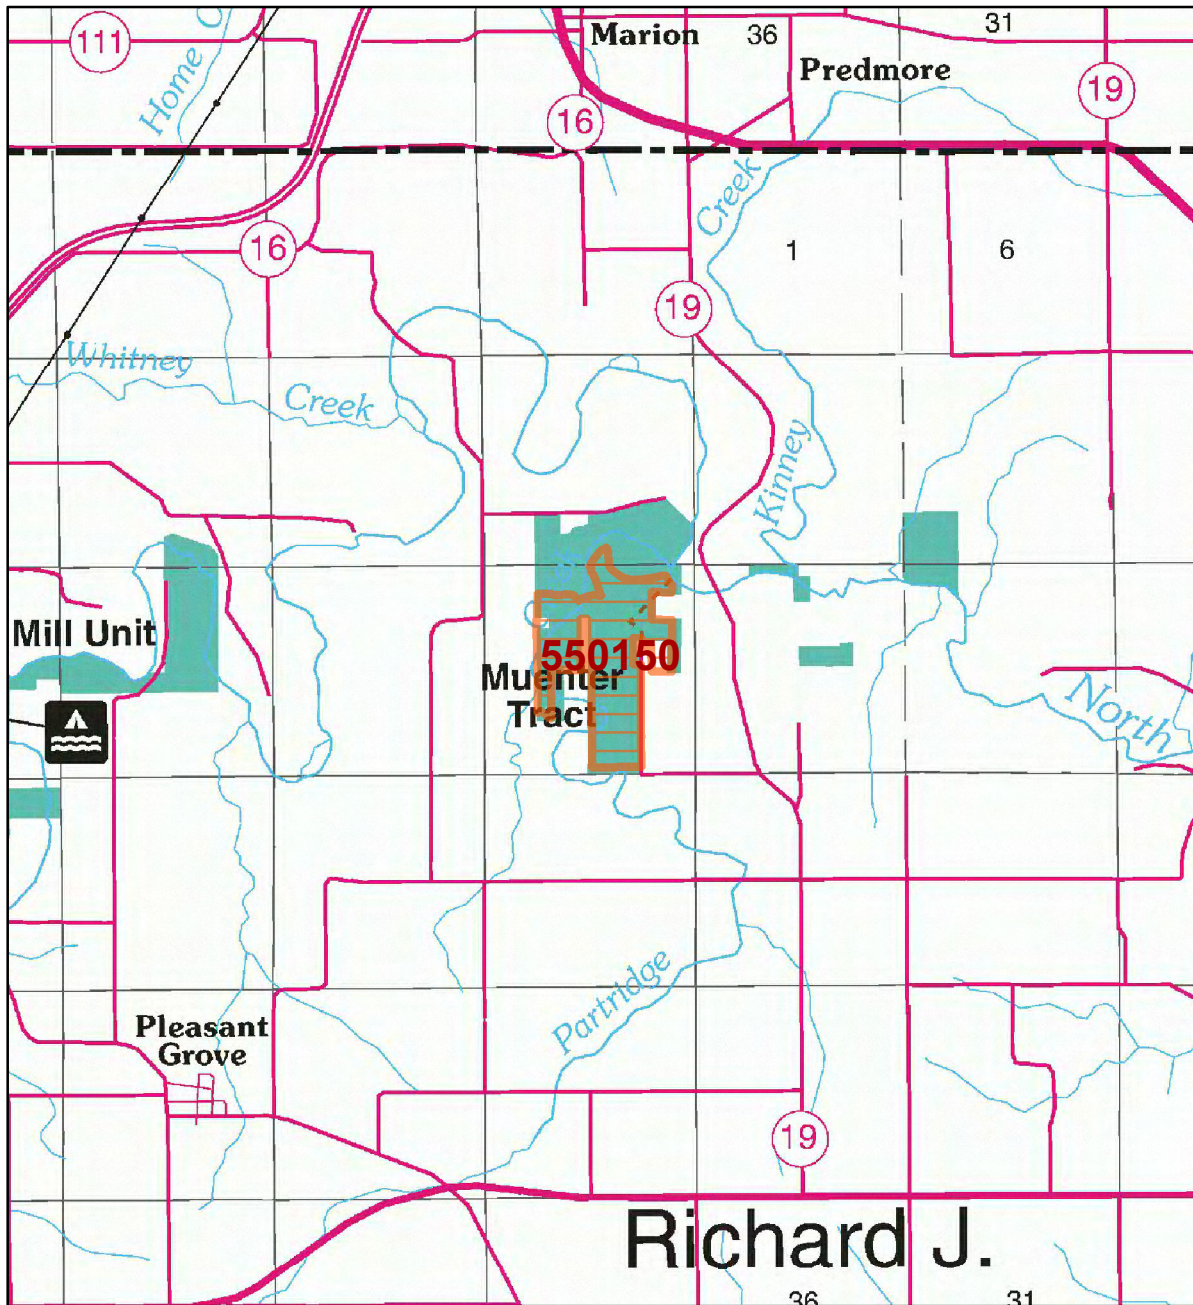 111
Home C
Marion
36
31
Predmore
19
16
Creek
16
1
6
19
Whitney
Creek
Kinney
Mill Unit
550150
Muenter
Tract
North
Partridge
Pleasant
Grove
19
Richard J.
36
31